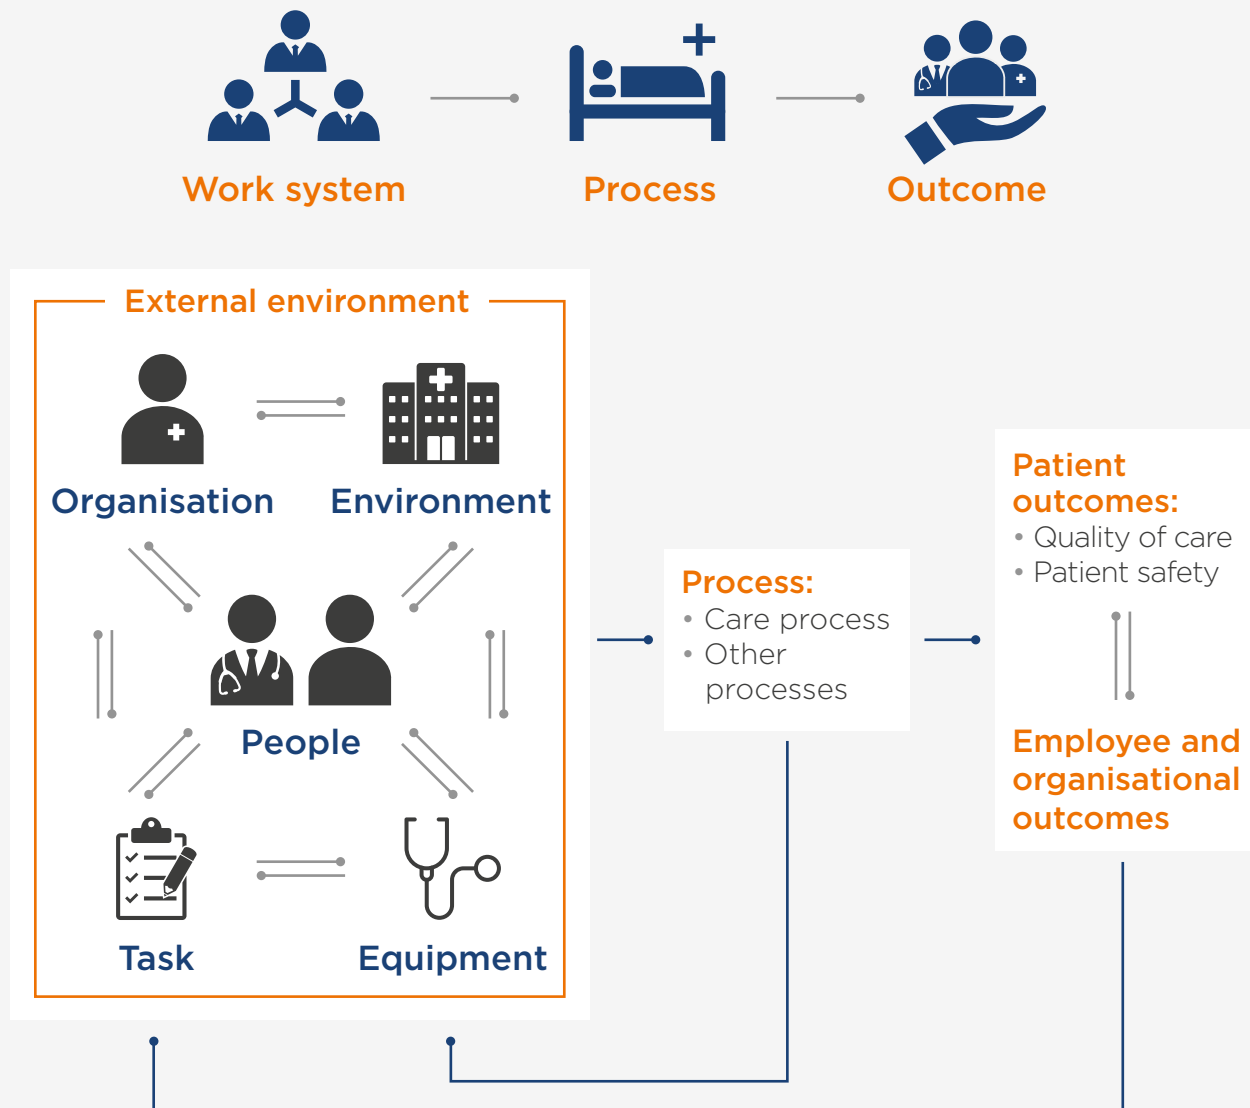 Work system
Process
Outcome
External environment
Organisation
Environment
People
Task
Equipment
Process:
• Care process
• Other
processes
Patient
outcomes:
• Quality of care
• Patient safety
Employee and
organisational
outcomes